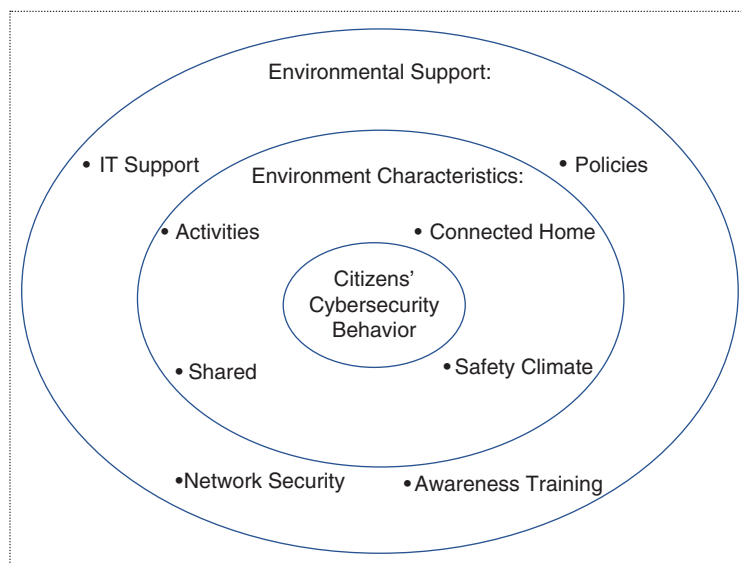 Environmental Support:
• IT Support
• Policies
Environment Characteristics:
• Activities
• Connected Home
Citizens’
Cybersecurity
Behavior
• Shared
• Safety Climate
•Network Security
•Awareness Training